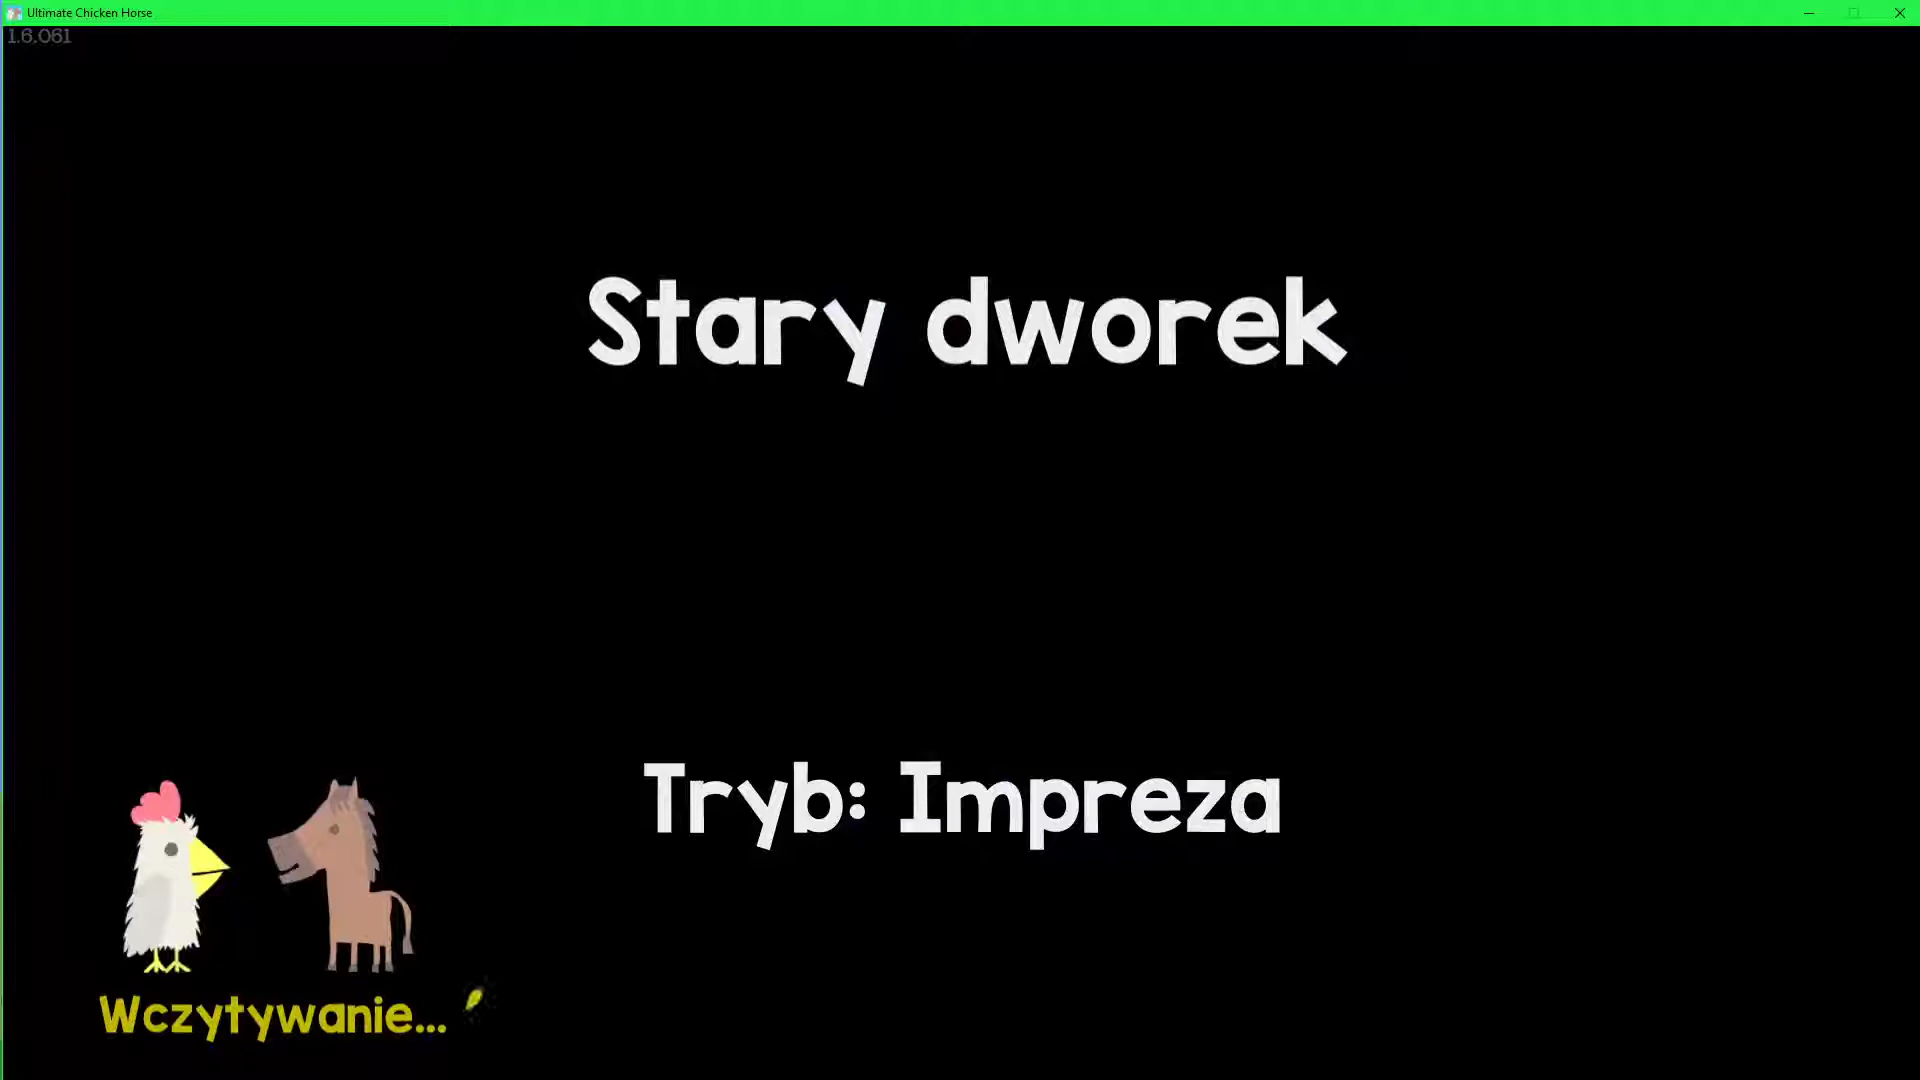 Ultimate Chicken Horse
1.6.061
Stary dworek
Tryb: Impreza
Wczytywanie...